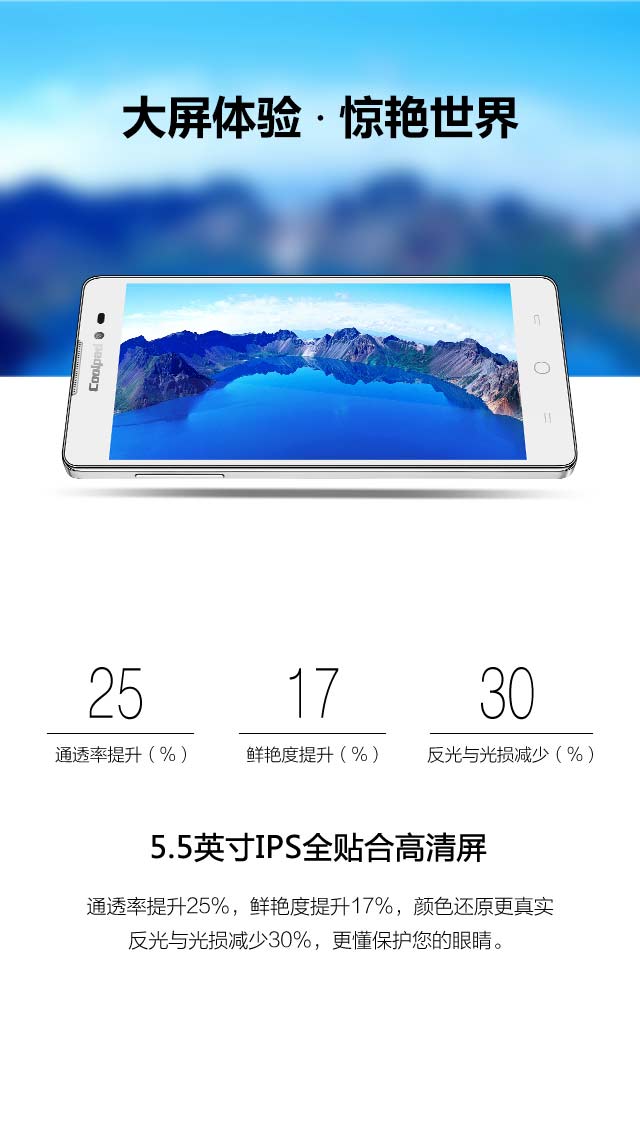 大屏体验·惊艳世界
Coolpad
25
通透率提升（%）
17
鲜艳度提升（%）
30
反光与光损减少（%）
5.5英寸IPS全贴合高清屏
通透率提升25%，鲜艳度提升17%，颜色还原更真实
反光与光损减少30%，更懂保护您的眼睛。